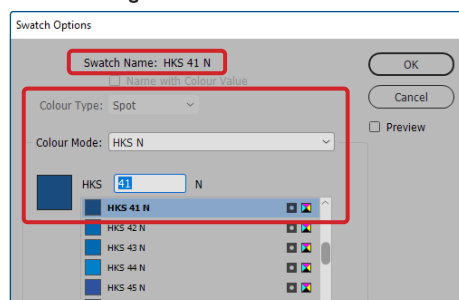 Swatch Options
Swatch Name: HKS 41 N
Name with Colour Value
Colour Type: Spot
Colour Mode: HKS N
HKS 41 N
HKS 41 N
HKS 42 N
HKS 43 N
HKS 44 N
HKS 45 N
OK
Cancel
Preview